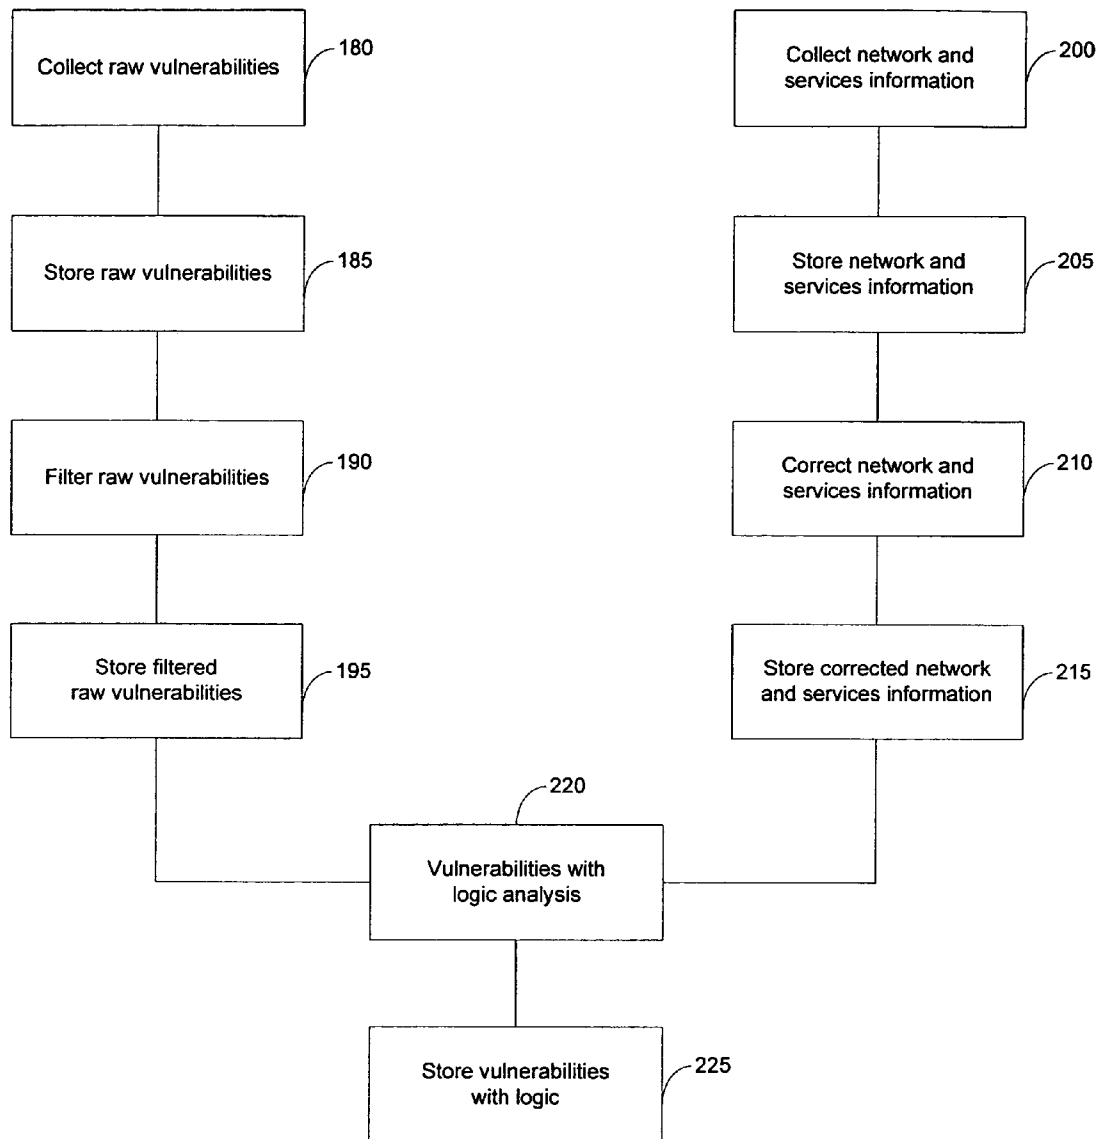 Collect raw vulnerabilities
180
Store raw vulnerabilities
185
Filter raw vulnerabilities
190
Store filtered
raw vulnerabilities
195
Collect network and
services information
200
Store network and
services information
205
Correct network and
services information
210
Store corrected network
and services information
215
220
Vulnerabilities with
logic analysis
Store vulnerabilities
with logic
225